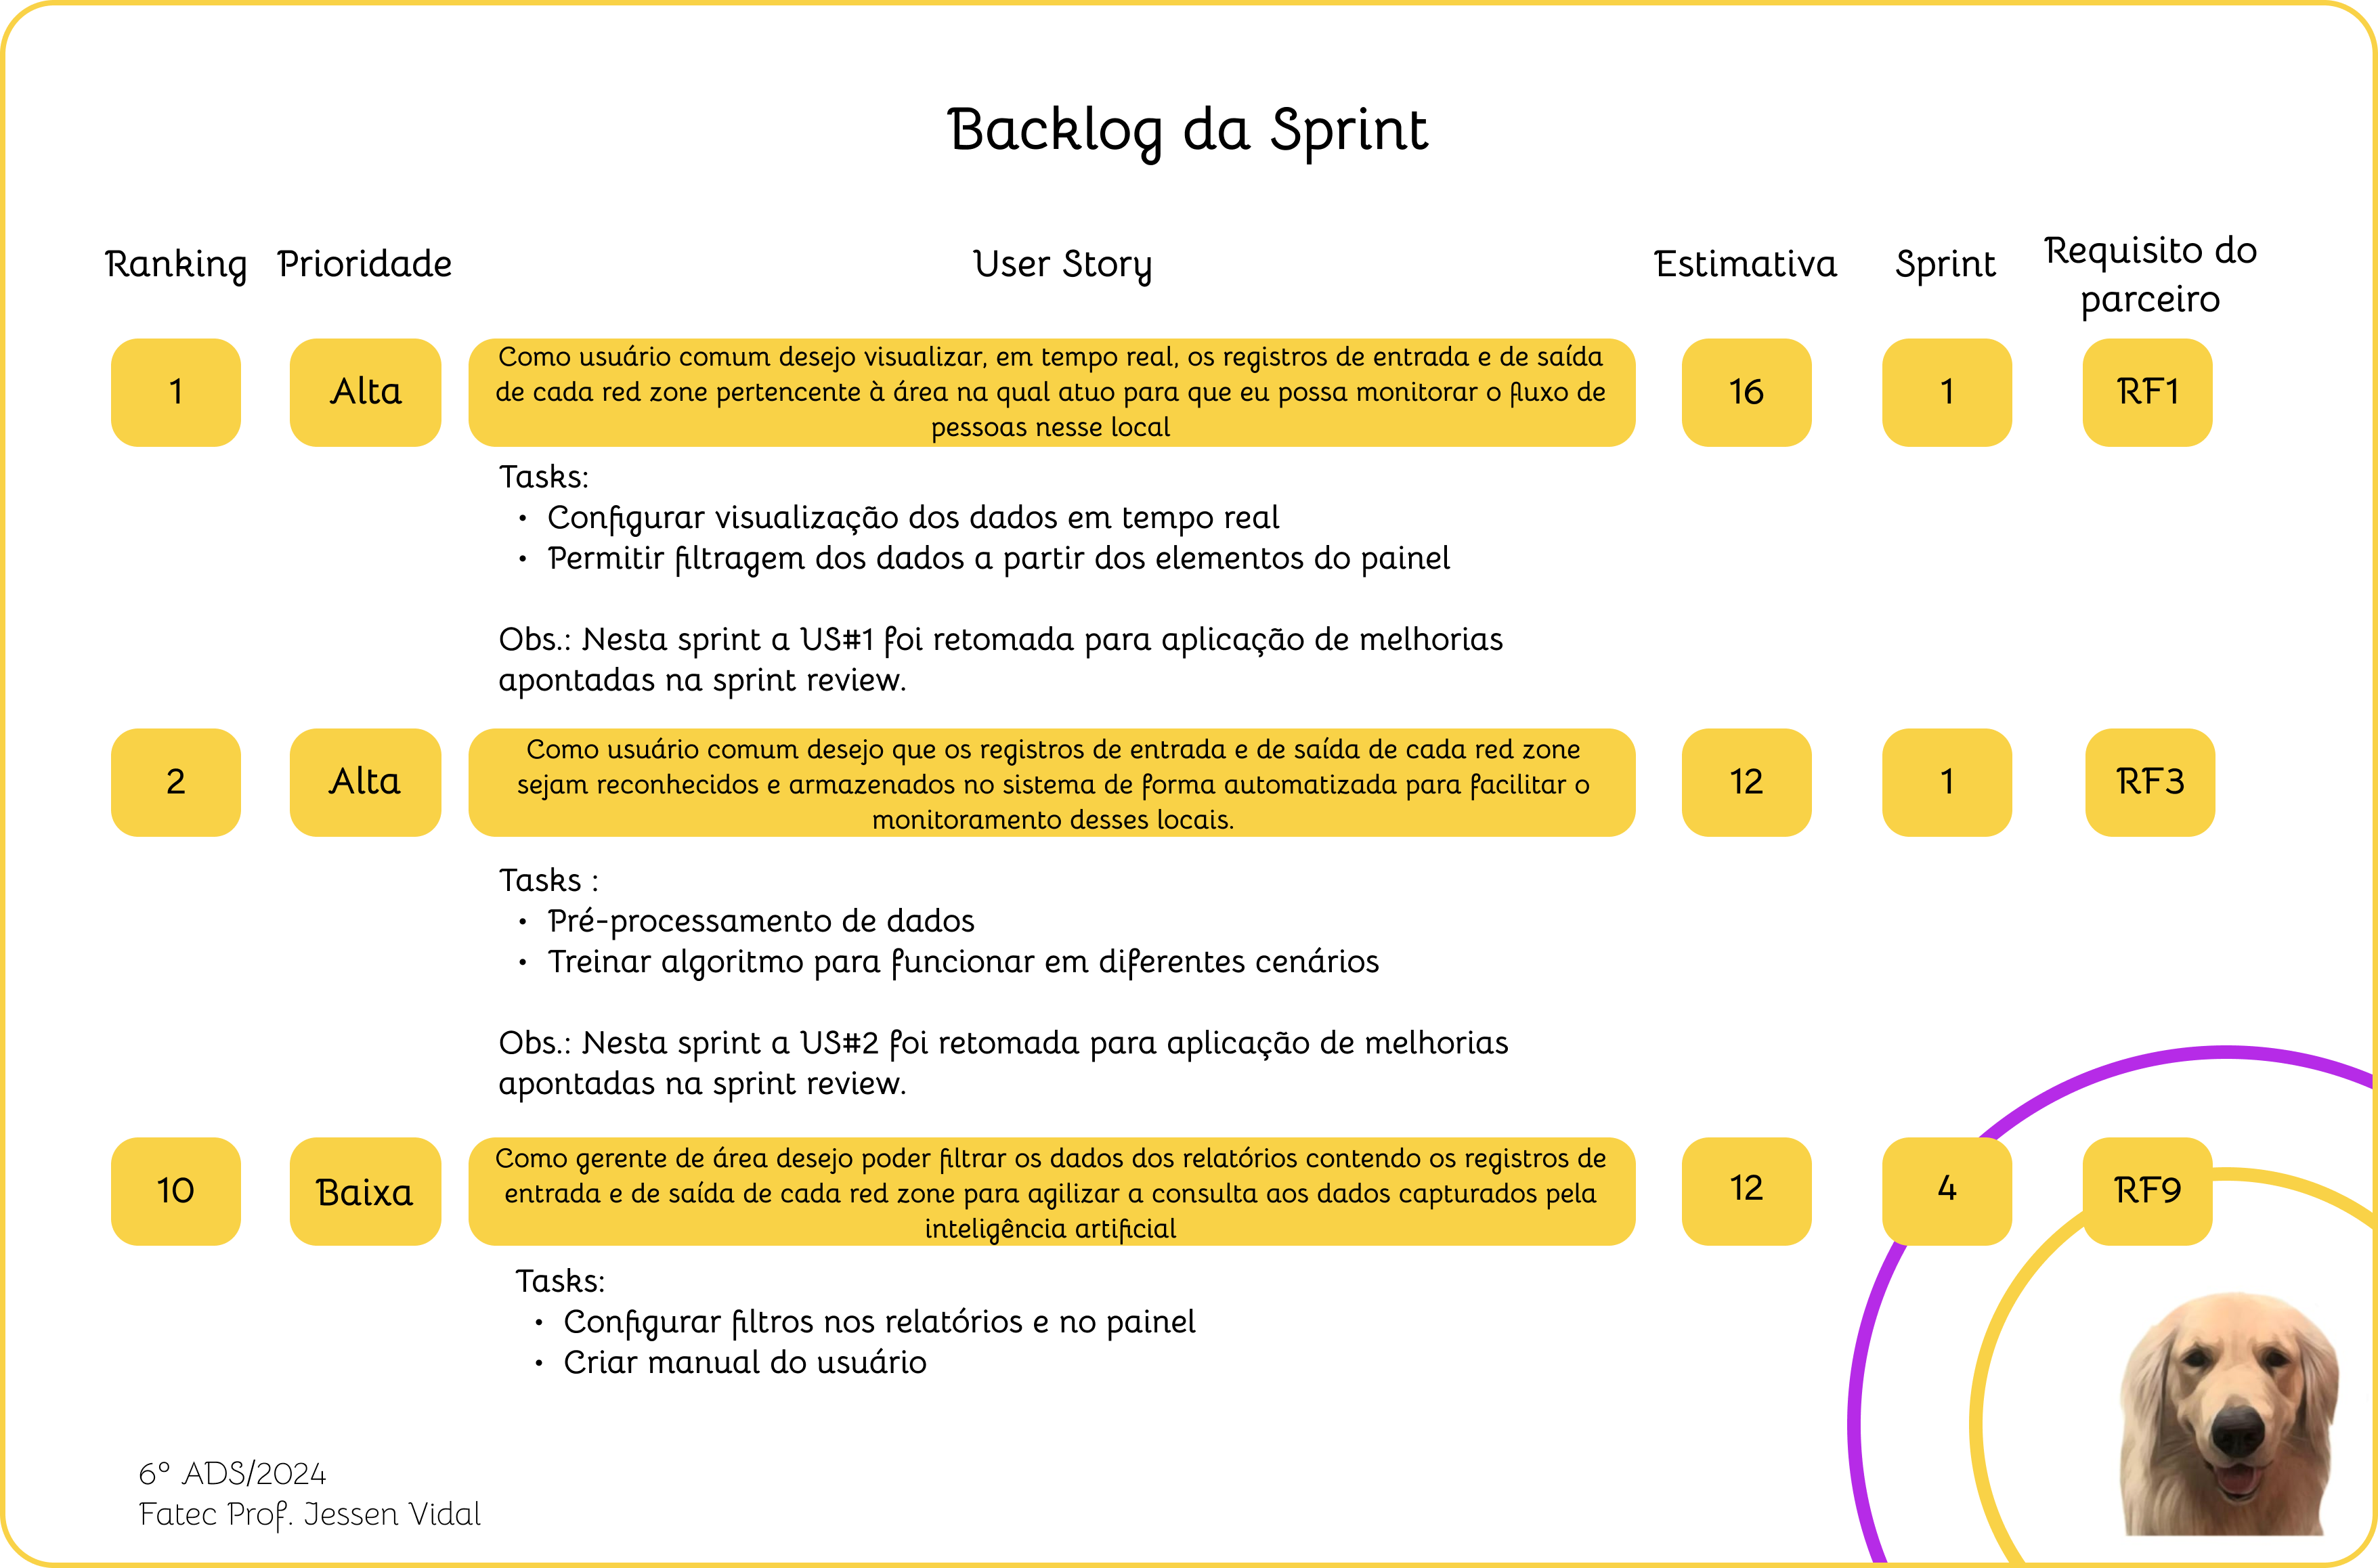 Backlog da Sprint
Ranking Prioridade User Story Estimativa Sprint Requisito do
parceiro
1 Alta Como usuário comum desejo visualizar, em tempo real, os registros de entrada e de saída
de cada red zone pertencente à área na qual atuo para que eu possa monitorar o fluxo de
pessoas nesse local
16 1 RF1
Tasks:
• Configurar visualização dos dados em tempo real
• Permitir filtragem dos dados a partir dos elementos do painel
Obs.: Nesta sprint a US#1 foi retomada para aplicação de melhorias
apontadas na sprint review.
2 Alta Como usuário comum desejo que os registros de entrada e de saída de cada red zone
sejam reconhecidos e armazenados no sistema de forma automatizada para facilitar o
monitoramento desses locais.
12 1 RF3
Tasks :
• Pré-processamento de dados
• Treinar algoritmo para funcionar em diferentes cenários
Obs.: Nesta sprint a US#2 foi retomada para aplicação de melhorias
apontadas na sprint review.
10 Baixa Como gerente de área desejo poder filtrar os dados dos relatórios contendo os registros de
entrada e de saída de cada red zone para agilizar a consulta aos dados capturados pela
inteligência artificial
12 4 RF9
Tasks:
• Configurar filtros nos relatórios e no painel
• Criar manual do usuário
6º ADS/2024
Fatec Prof. Jessen Vidal